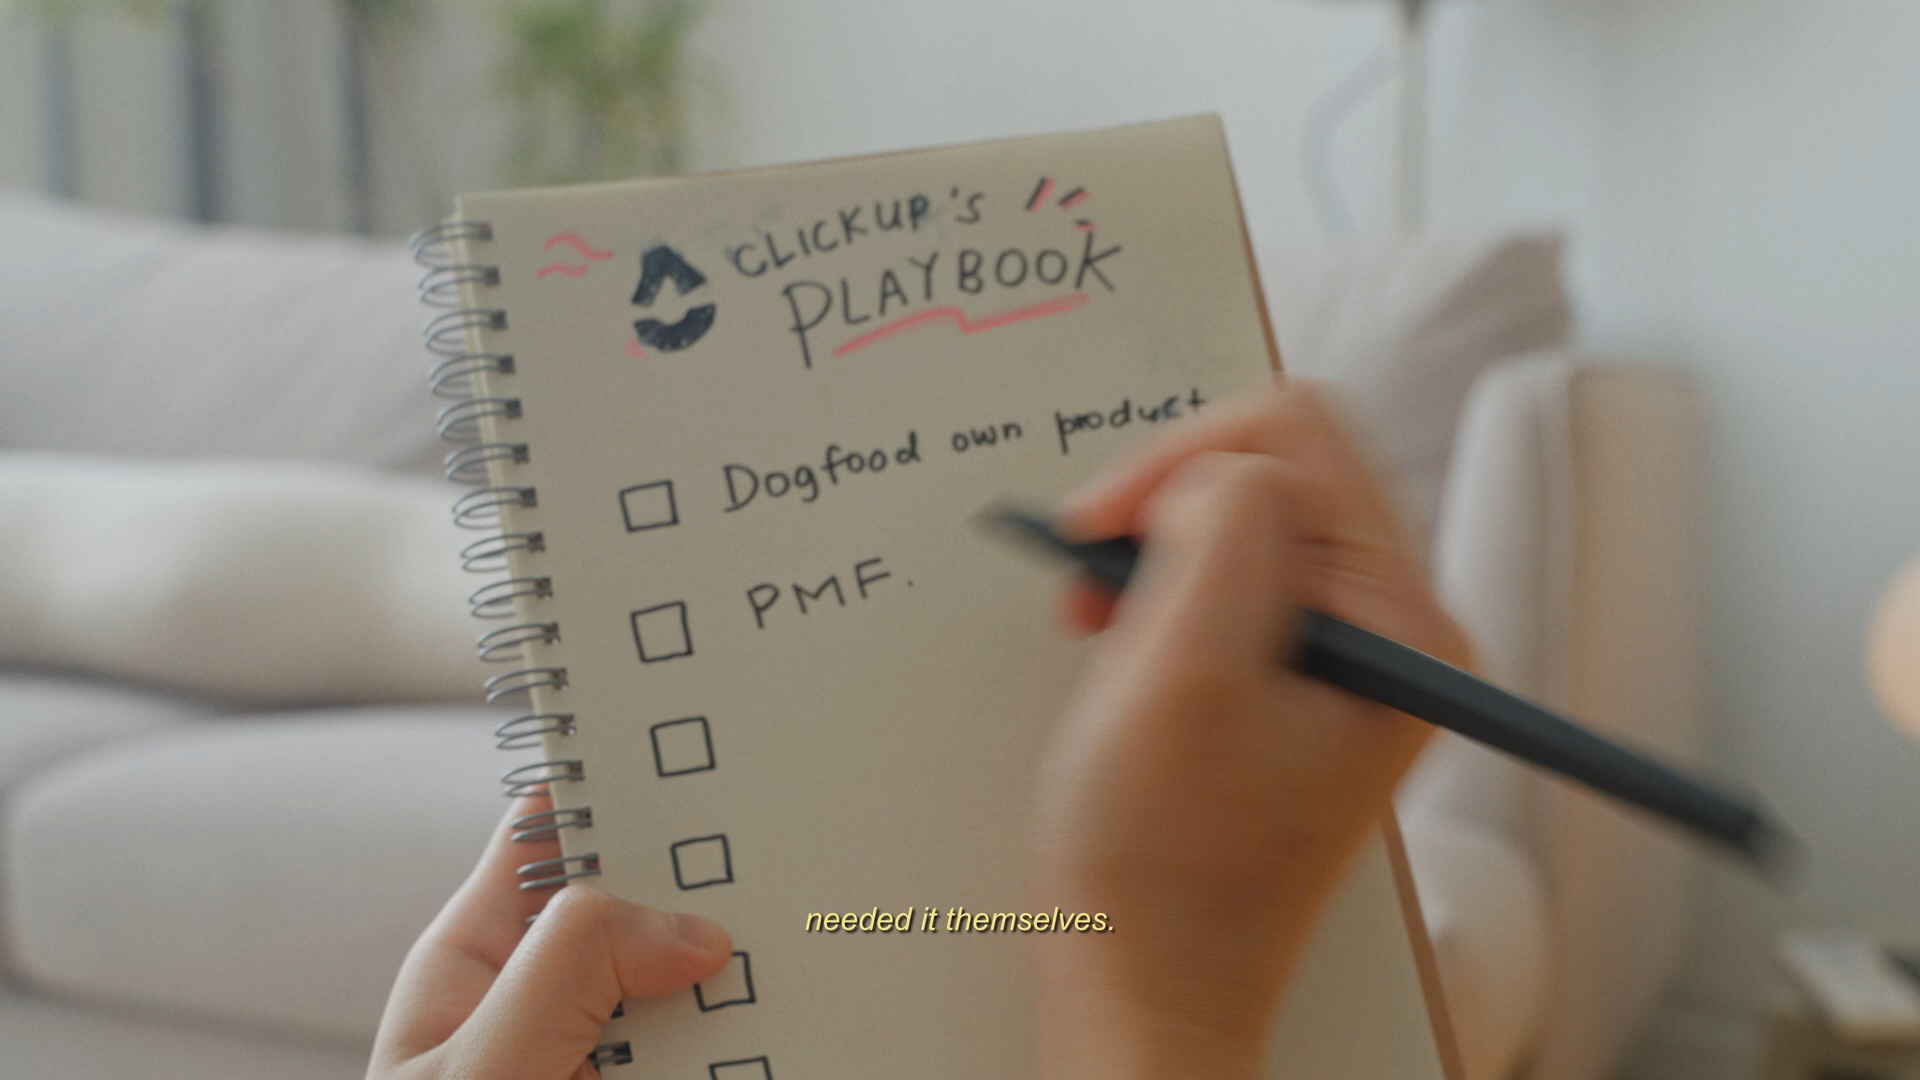 CLICKUP'S
PLAYBOOK
Dogfood own product
PMF.
needed it themselves.